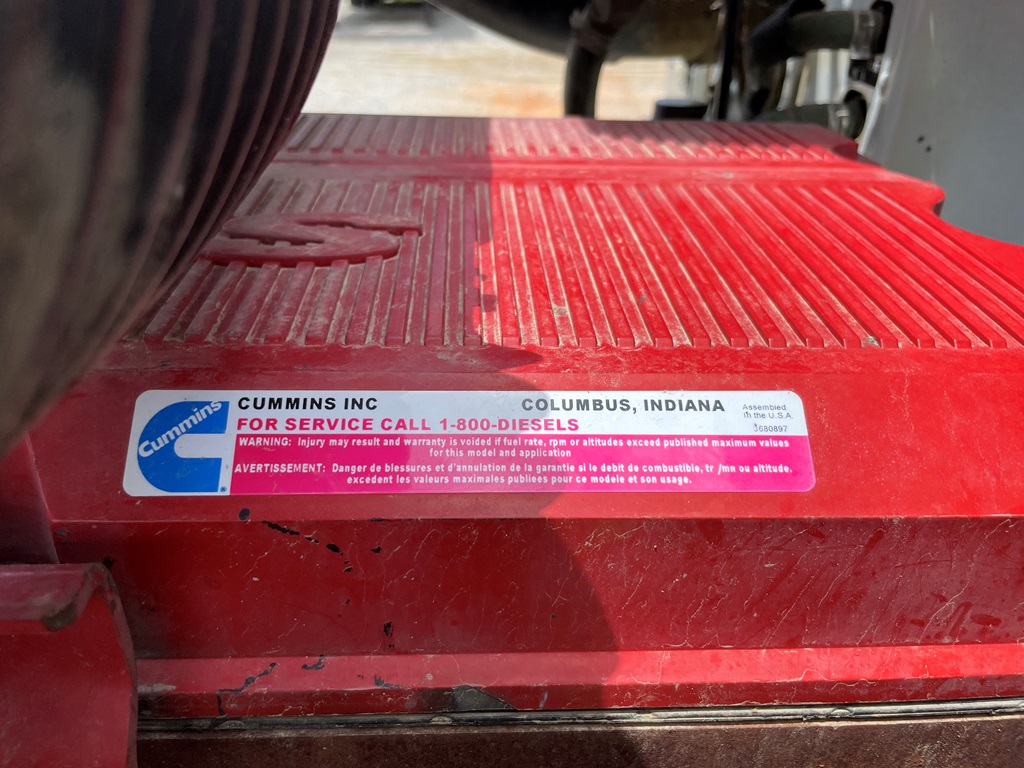 Cummins
CUMMINS INC COLUMBUS, INDIANA
Assembled
in the U.S.A.
3680897
FOR SERVICE CALL 1-800-DIESELS
WARNING: Injury may result and warranty is voided if fuel rate, rpm or altitudes exceed published maximum values
for this model and application
AVERTISSEMENT: Danger de blessures et d'annulation de la garantie si le debit de combustible, tr /mn ou altitude.
excedent les valeurs maximales publiees pour ce modele et son usage.